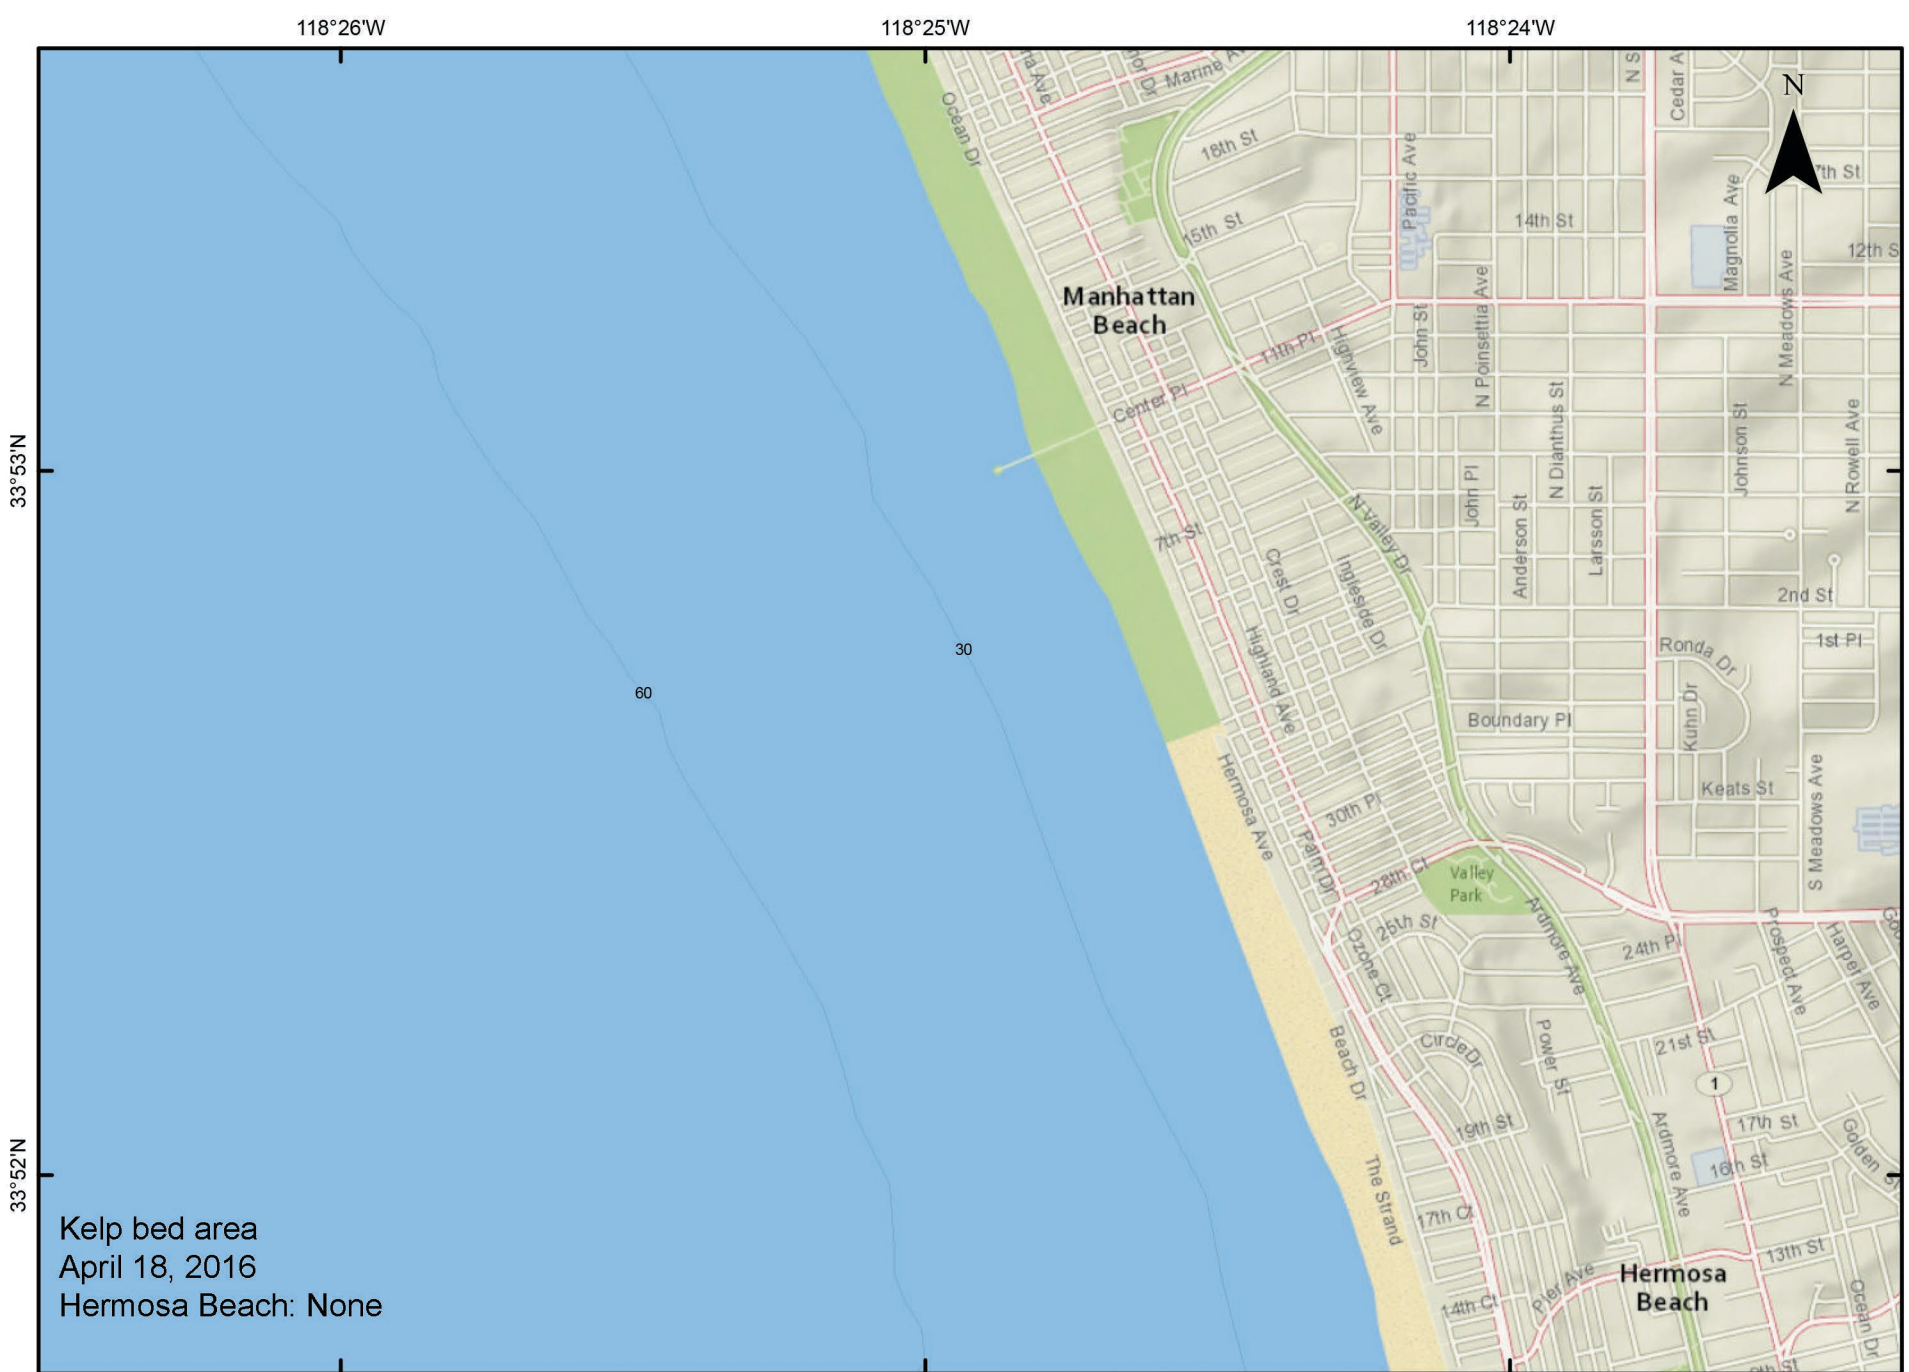 118°26'W
118°25'W
118°24'W
33°53'N
33°52'N
N
Marine
Ocean Dr
18th St
15th St
Pacific Ave
14th St
Magnolia Ave
7th St
12th S
N Meadows Ave
Manhattan
Beach
11th Pl
Highview Ave
John St
N Poinsettia Ave
Center Pl
N Dianthus St
Johnson St
N Rowell Ave
John Pl
Anderson St
Larsson St
N Valley Dr
7th St
Crest Dr
Ingleside Dr
2nd St
1st Pl
Ronda Dr
Kuhn Dr
Highland Ave
30
60
Boundary Pl
Hermosa Ave
Keats St
S Meadows Ave
30th Pl
Palm Dr
28th Ct
Valley
Park
25th St
Ardmore Ave
24th Pl
Prospect Ave
Harper Ave
Ozone Ct
Beach Dr
Circle Dr
Power St
21st St
1
19th St
17th St
16th St
Golden
Ardmore Ave
The Strand
17th Ct
13th St
Pier Ave
14th Ct
Hermosa
Beach
Ocean Dr
Kelp bed area
April 18, 2016
Hermosa Beach: None